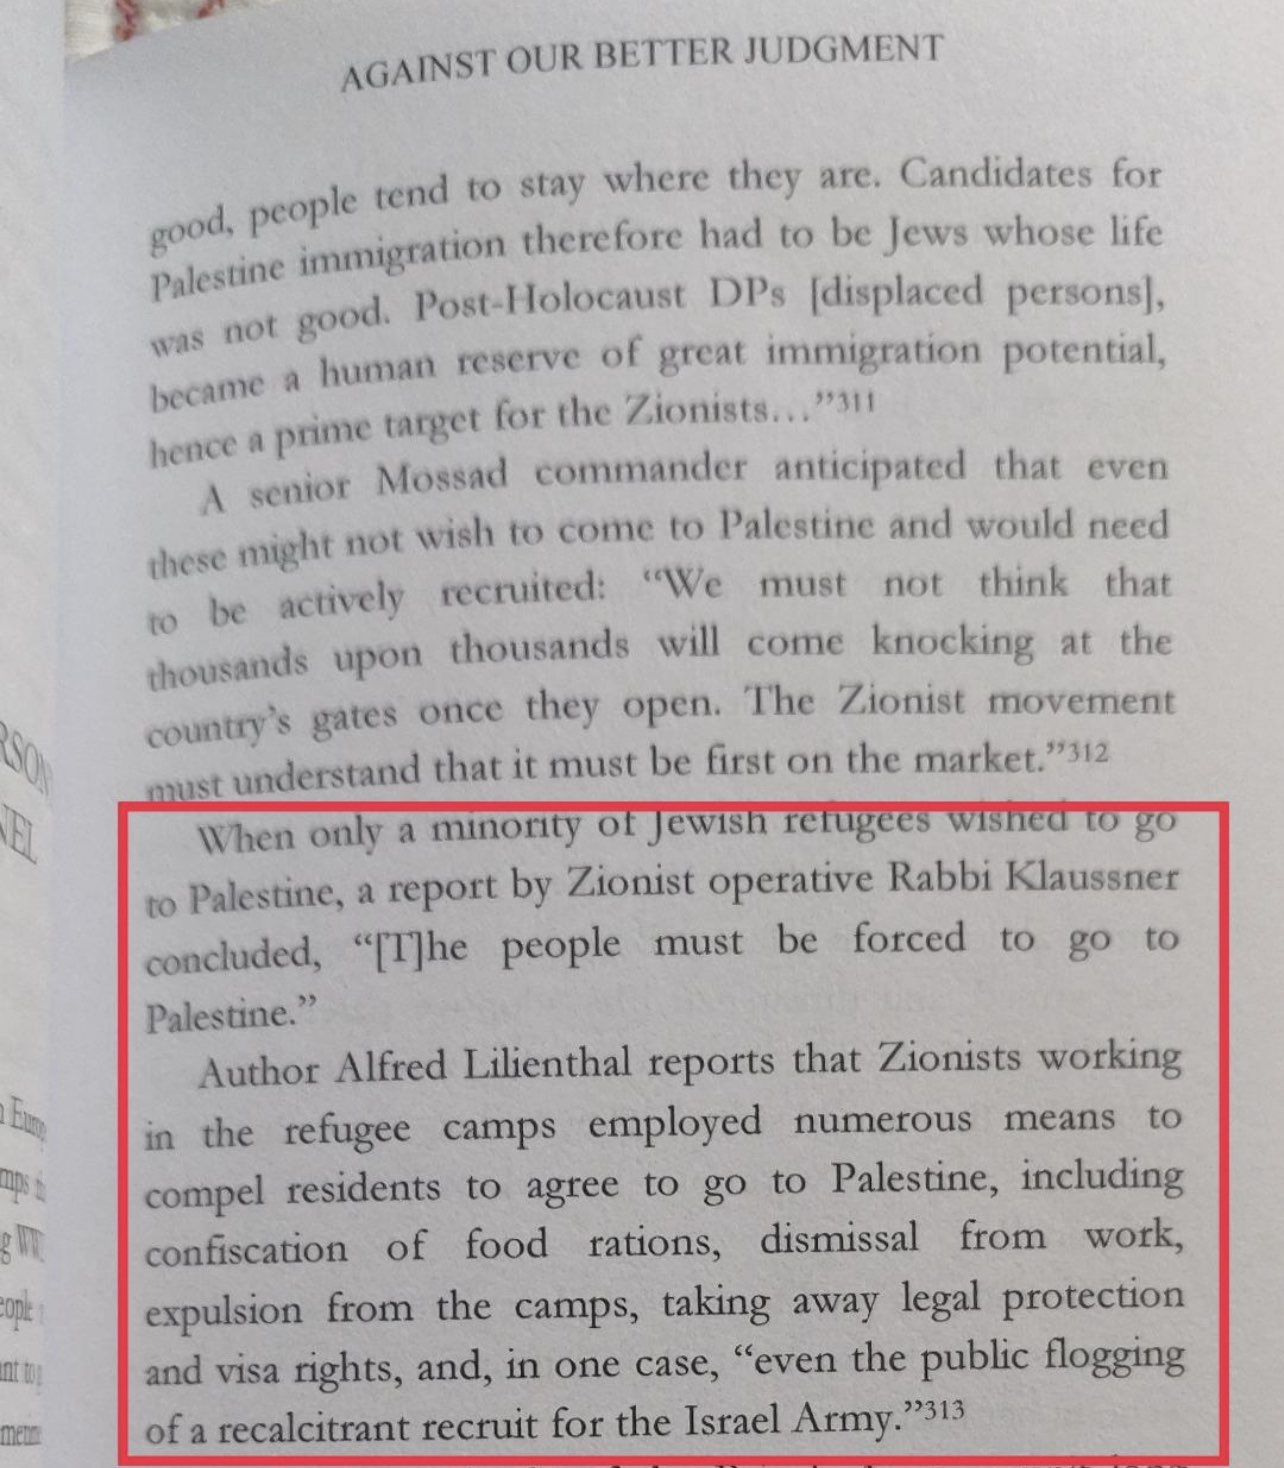 AGAINST OUR BETTER JUDGMENT
good, people tend to stay where they are. Candidates for
Palestine immigration therefore had to be Jews whose life
was not good. Post-Holocaust DPs [displaced persons],
became a human reserve of great immigration potential,
hence a prime target for the Zionists…”311
A senior Mossad commander anticipated that even
these might not wish to come to Palestine and would need
to be actively recruited: “We must not think that
thousands upon thousands will come knocking at the
country’s gates once they open. The Zionist movement
must understand that it must be first on the market.”312
When only a minority of Jewish refugees wished to go
to Palestine, a report by Zionist operative Rabbi Klaussner
concluded, “[T]he people must be forced to go to
Palestine.”
Author Alfred Lilienthal reports that Zionists working
in the refugee camps employed numerous means to
compel residents to agree to go to Palestine, including
confiscation of food rations, dismissal from work,
expulsion from the camps, taking away legal protection
and visa rights, and, in one case, “even the public flogging
of a recalcitrant recruit for the Israel Army.”313